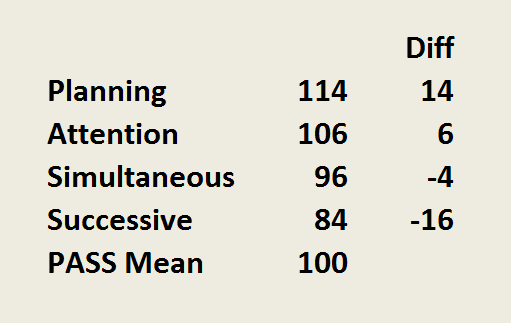 Diff
Planning 114 14
Attention 106 6
Simultaneous 96 -4
Successive 84 -16
PASS Mean 100